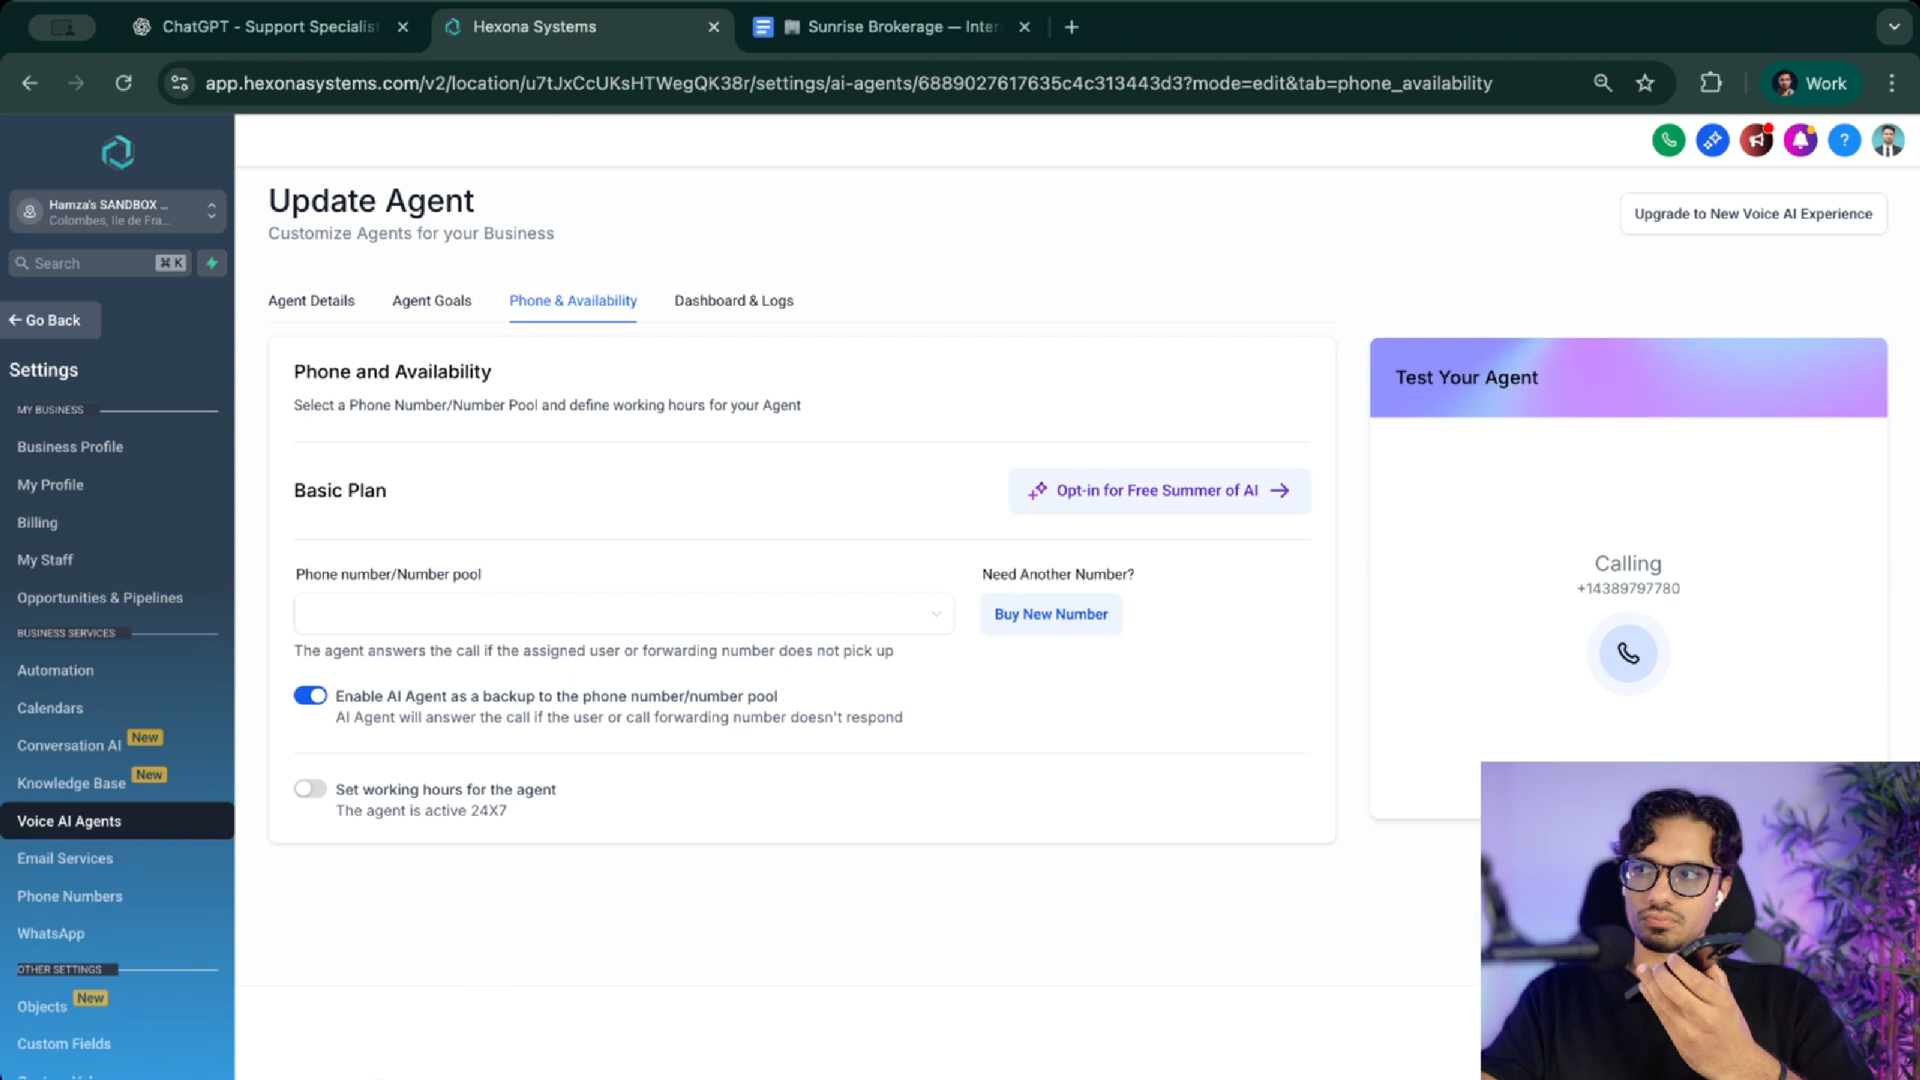 ChatGPT - Support Specialist
Hexona Systems
Sunrise Brokerage — Inter
app.hexonasystems.com/v2/location/u7tJxCcUKsHTWegQK38r/settings/ai-agents/6889027617635c4c313443d3?mode=edit&tab=phone_availability
Work
Hamza's SANDBOX ...
Colombes, Ile de Fra...
Search
⌘ K
Go Back
Settings
MY BUSINESS
Business Profile
My Profile
Billing
My Staff
Opportunities & Pipelines
BUSINESS SERVICES
Automation
Calendars
Conversation AI New
Knowledge Base New
Voice AI Agents
Email Services
Phone Numbers
WhatsApp
OTHER SETTINGS
Objects New
Custom Fields
Update Agent
Customize Agents for your Business
Upgrade to New Voice AI Experience
Agent Details
Agent Goals
Phone & Availability
Dashboard & Logs
Phone and Availability
Select a Phone Number/Number Pool and define working hours for your Agent
Basic Plan
Opt-in for Free Summer of AI
Phone number/Number pool
Need Another Number?
Buy New Number
The agent answers the call if the assigned user or forwarding number does not pick up
Enable AI Agent as a backup to the phone number/number pool
AI Agent will answer the call if the user or call forwarding number doesn't respond
Set working hours for the agent
The agent is active 24X7
Test Your Agent
Calling
+14389797780